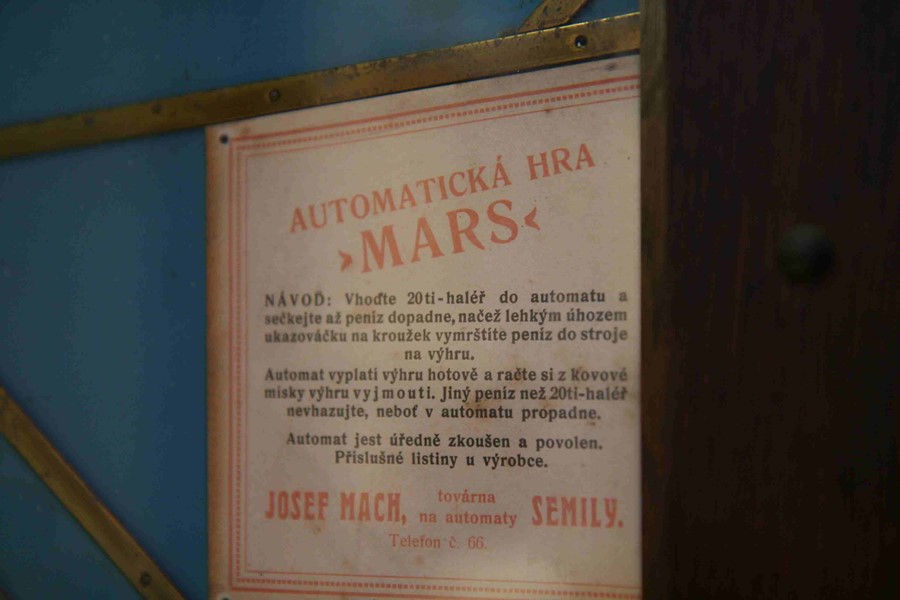 AUTOMATICKÁ HRA
›MARS‹
NÁVOD: Vhoďte 20ti-haléř do automatu a
sečkejte až peníz dopadne, načež lehkým úhozem
ukazováčku na kroužek vymrštíte peníz do stroje
na výhru.
Automat vyplatí výhru hotově a račte si z kovové
misky výhru vyjmouti. Jiný peníz než 20ti-haléř
nevhazujte, neboť v automatu propadne.
Automat jest úředně zkoušen a povolen.
Příslušné listiny u výrobce.
JOSEF MACH, továrna na automaty SEMILY.
Telefon č. 66.